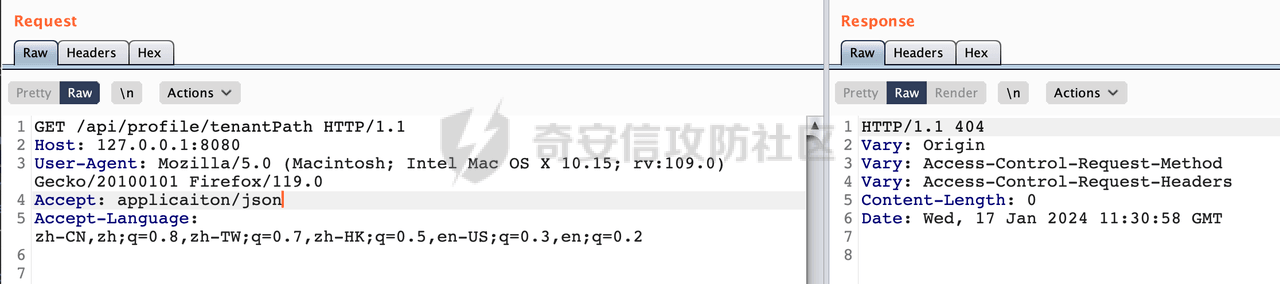 Request
Raw Headers Hex
Pretty Raw \n Actions
1 GET /api/profile/tenantPath HTTP/1.1
2 Host: 127.0.0.1:8080
3 User-Agent: Mozilla/5.0 (Macintosh; Intel Mac OS X 10.15; rv:109.0)
Gecko/20100101 Firefox/119.0
4 Accept: applicaiton/json
5 Accept-Language:
zh-CN,zh;q=0.8,zh-TW;q=0.7,zh-HK;q=0.5,en-US;q=0.3,en;q=0.2
6
7
Response
Raw Headers Hex
Pretty Raw Render \n Actions
1 HTTP/1.1 404
2 Vary: Origin
3 Vary: Access-Control-Request-Method
4 Vary: Access-Control-Request-Headers
5 Content-Length: 0
6 Date: Wed, 17 Jan 2024 11:30:58 GMT
7
8
奇安信攻防社区